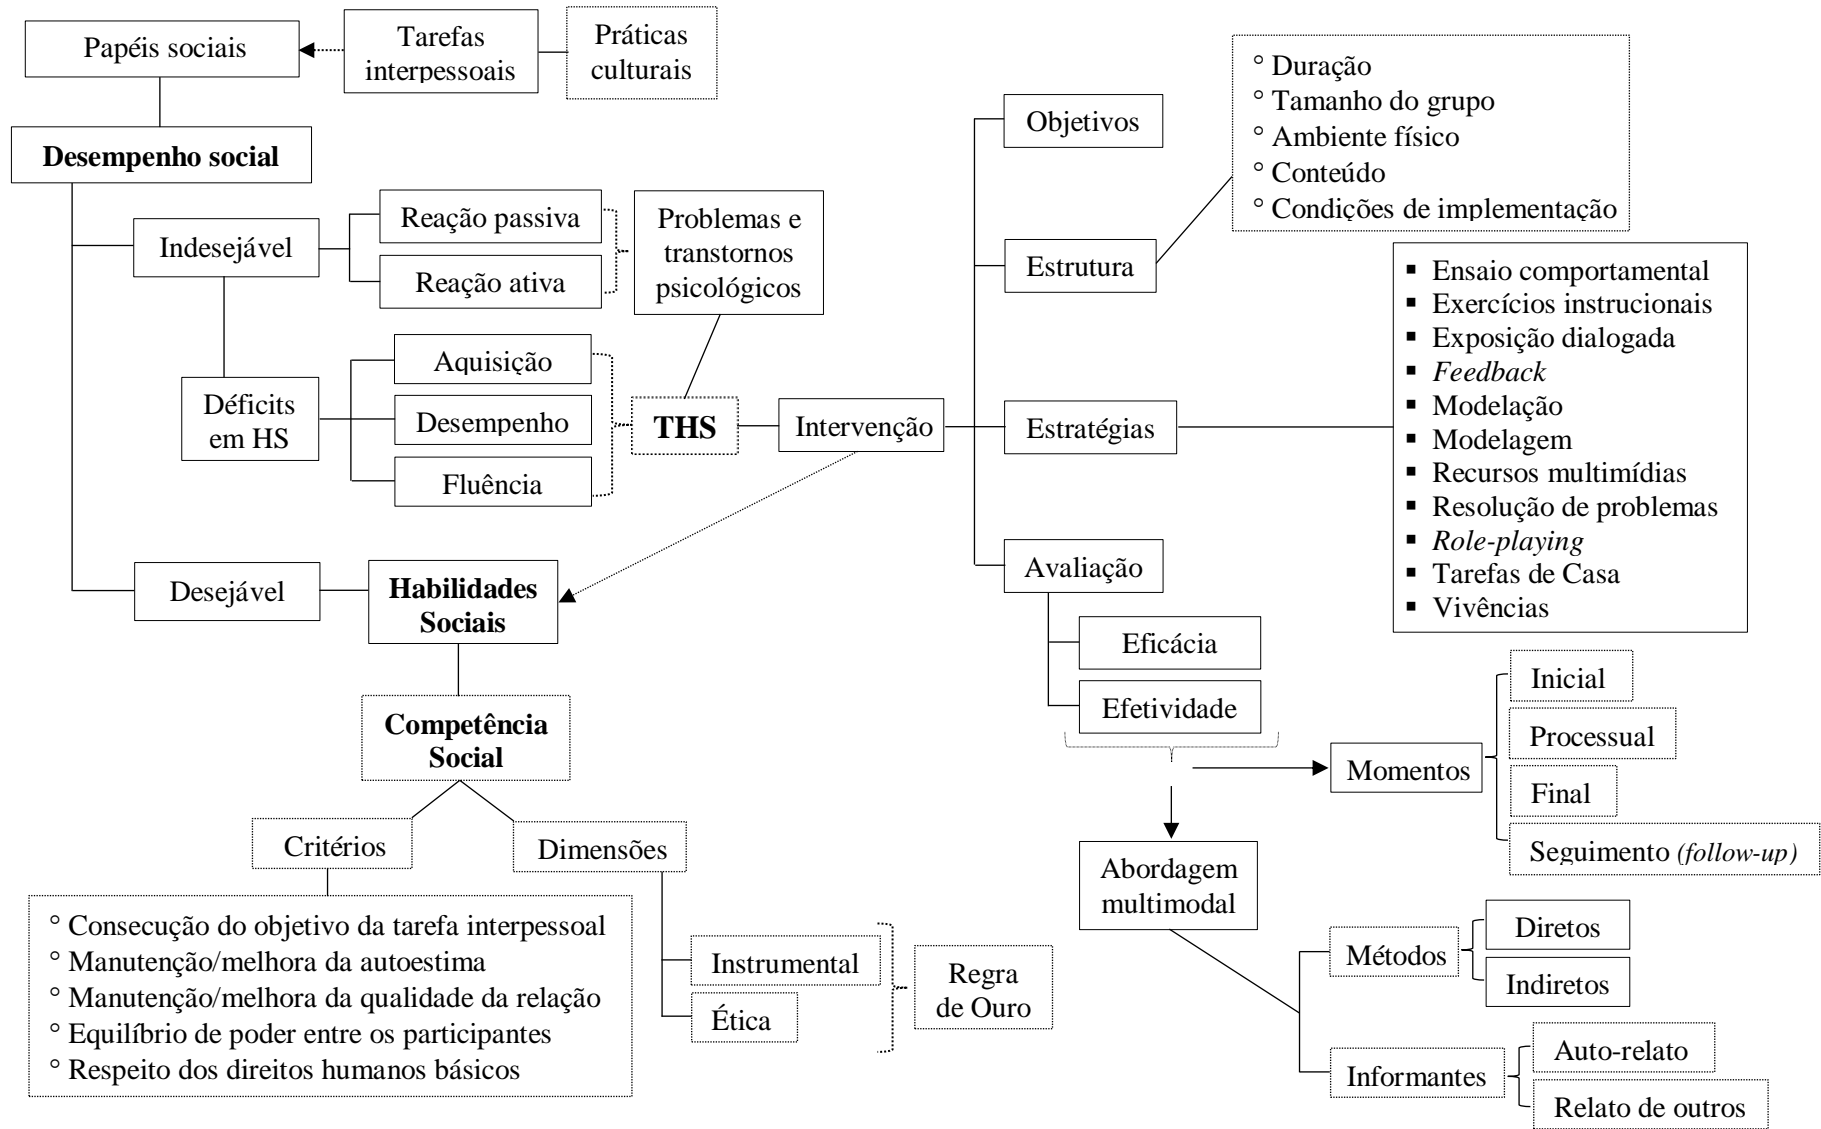 Papéis sociais
Tarefas
interpessoais
Práticas
culturais
Desempenho social
Indesejável
Reação passiva
Reação ativa
Problemas e
transtornos
psicológicos
Déficits
em HS
Aquisição
Desempenho
Fluência
THS
Intervenção
Desejável
Habilidades
Sociais
Competência
Social
Critérios
Dimensões
° Consecução do objetivo da tarefa interpessoal
° Manutenção/melhora da autoestima
° Manutenção/melhora da qualidade da relação
° Equilíbrio de poder entre os participantes
° Respeito dos direitos humanos básicos
Instrumental
Ética
Regra
de Ouro
Objetivos
Estrutura
° Duração
° Tamanho do grupo
° Ambiente físico
° Conteúdo
° Condições de implementação
Estratégias
▪ Ensaio comportamental
▪ Exercícios instrucionais
▪ Exposição dialogada
▪ Feedback
▪ Modelação
▪ Modelagem
▪ Recursos multimídias
▪ Resolução de problemas
▪ Role-playing
▪ Tarefas de Casa
▪ Vivências
Avaliação
Eficácia
Efetividade
Momentos
Inicial
Processual
Final
Seguimento (follow-up)
Abordagem
multimodal
Métodos
Diretos
Indiretos
Informantes
Auto-relato
Relato de outros